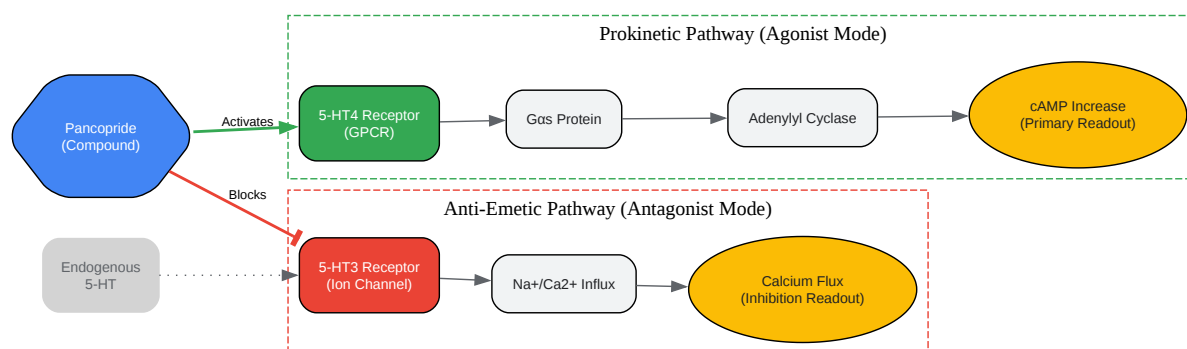 Prokinetic Pathway (Agonist Mode)
Pancopride
(Compound)
Activates
5-HT4 Receptor
(GPCR)
Gαs Protein
Adenylyl Cyclase
cAMP Increase
(Primary Readout)
Blocks
Anti-Emetic Pathway (Antagonist Mode)
Endogenous
5-HT
5-HT3 Receptor
(Ion Channel)
Na+/Ca2+ Influx
Calcium Flux
(Inhibition Readout)